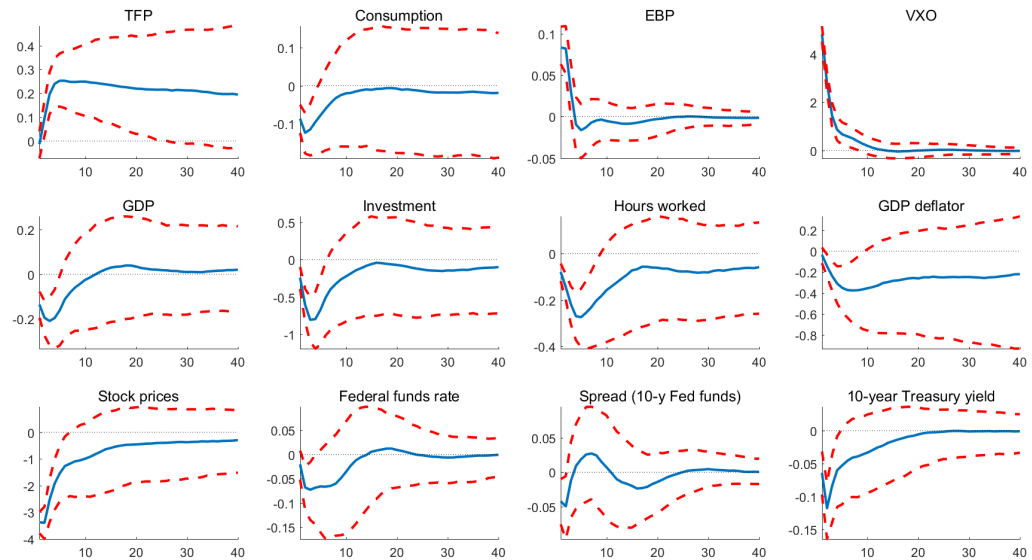 TFP
0.4
0.3
0.2
0.1
0
10 20 30 40
Consumption
0.1
0
-0.1
10 20 30 40
EBP
0.1
0.05
0
-0.05
10 20 30 40
VXO
4
2
0
10 20 30 40
GDP
0.2
0
-0.2
10 20 30 40
Investment
0.5
0
-0.5
-1
10 20 30 40
Hours worked
0
-0.2
-0.4
10 20 30 40
GDP deflator
0
-0.2
-0.4
-0.6
-0.8
10 20 30 40
Stock prices
0
-1
-2
-3
-4
10 20 30 40
Federal funds rate
0.05
0
-0.05
-0.1
-0.15
10 20 30 40
Spread (10-y Fed funds)
0.05
0
-0.05
10 20 30 40
10-year Treasury yield
0
-0.05
-0.1
-0.15
10 20 30 40